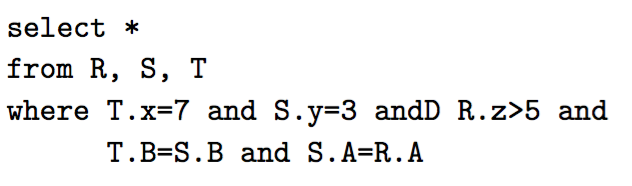 select *
from R, S, T
where T.x=7 and S.y=3 andD R.z>5 and
T.B=S.B and S.A=R.A